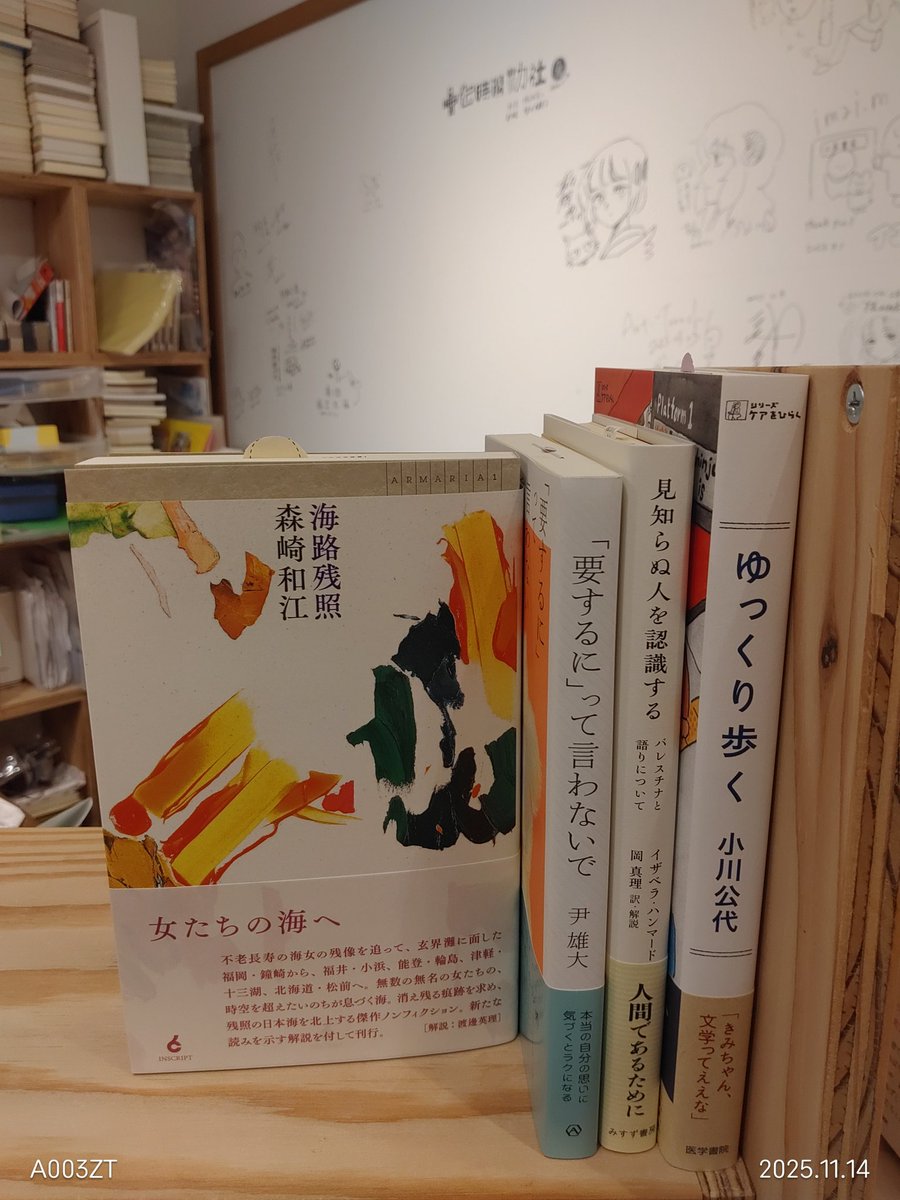 ARMARIA1
海路残照
森崎和江
女たちの海へ
不老長寿の海女の残像を追って、玄界灘に面した
福岡・鐘崎から、福井・小浜、能登・輪島、津軽・
十三湖、北海道・松前へ。無数の無名の女たちの、
時空を超えたいのちが息づく海。消え残る痕跡を求め、
残照の日本海を北上する傑作ノンフィクション。新たな
読みを示す解説を付して刊行。
[解説:渡邊英理]
INSCRIPT
「要するに」って言わないで
尹 雄大
本当の自分の思いに
気づくとラクになる
見知らぬ人を認識する
パレスチナと
語りについて
イザベラ・ハンマード
岡 真理 訳・解説
人間であるために
みすず書房
Platform 1
シリーズ
ケアをひらく
ゆっくり歩く
小川公代
「きみちゃん、
文学ってええな」
医学書院
A003ZT
2025.11.14